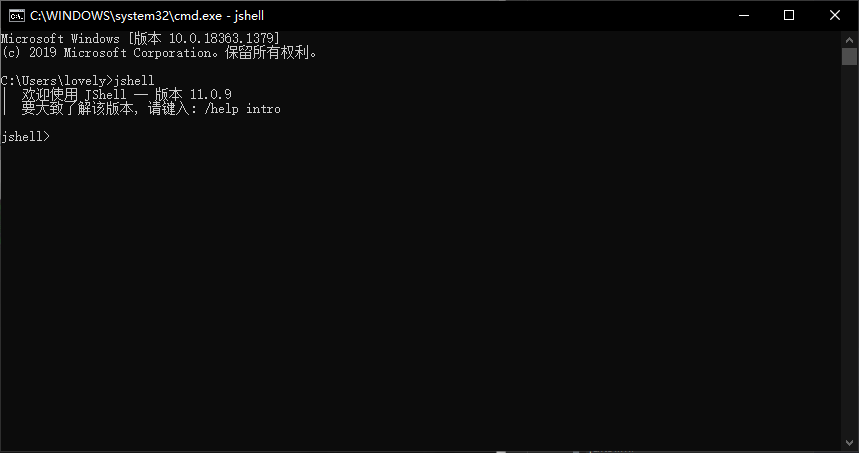 C:\WINDOWS\system32\cmd.exe - jshell
Microsoft Windows [版本 10.0.18363.1379]
(c) 2019 Microsoft Corporation。保留所有权利。
C:\Users\lovely>jshell
|  欢迎使用 JShell -- 版本 11.0.9
|  要大致了解该版本, 请键入: /help intro
jshell>